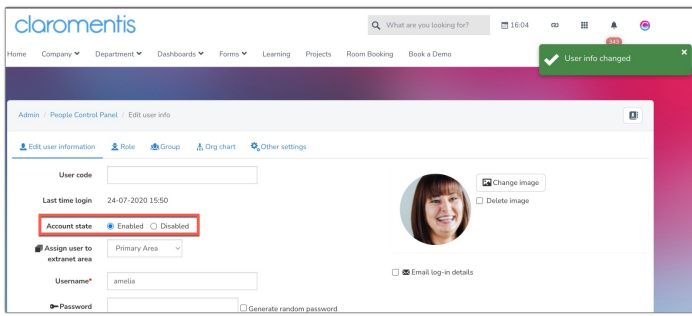 claromentis
What are you looking for?
16:04
343
Home Company Department Dashboards Forms Learning Projects Room Booking Book a Demo
User info changed
×
Admin / People Control Panel / Edit user info
Edit user information Role Group Org chart Other settings
User code
Change image
Last time login 24-07-2020 15:50
Delete image
Account state Enabled Disabled
Assign user to
extranet area
Primary Area
Email log-in details
Username* amelia
Password Generate random password